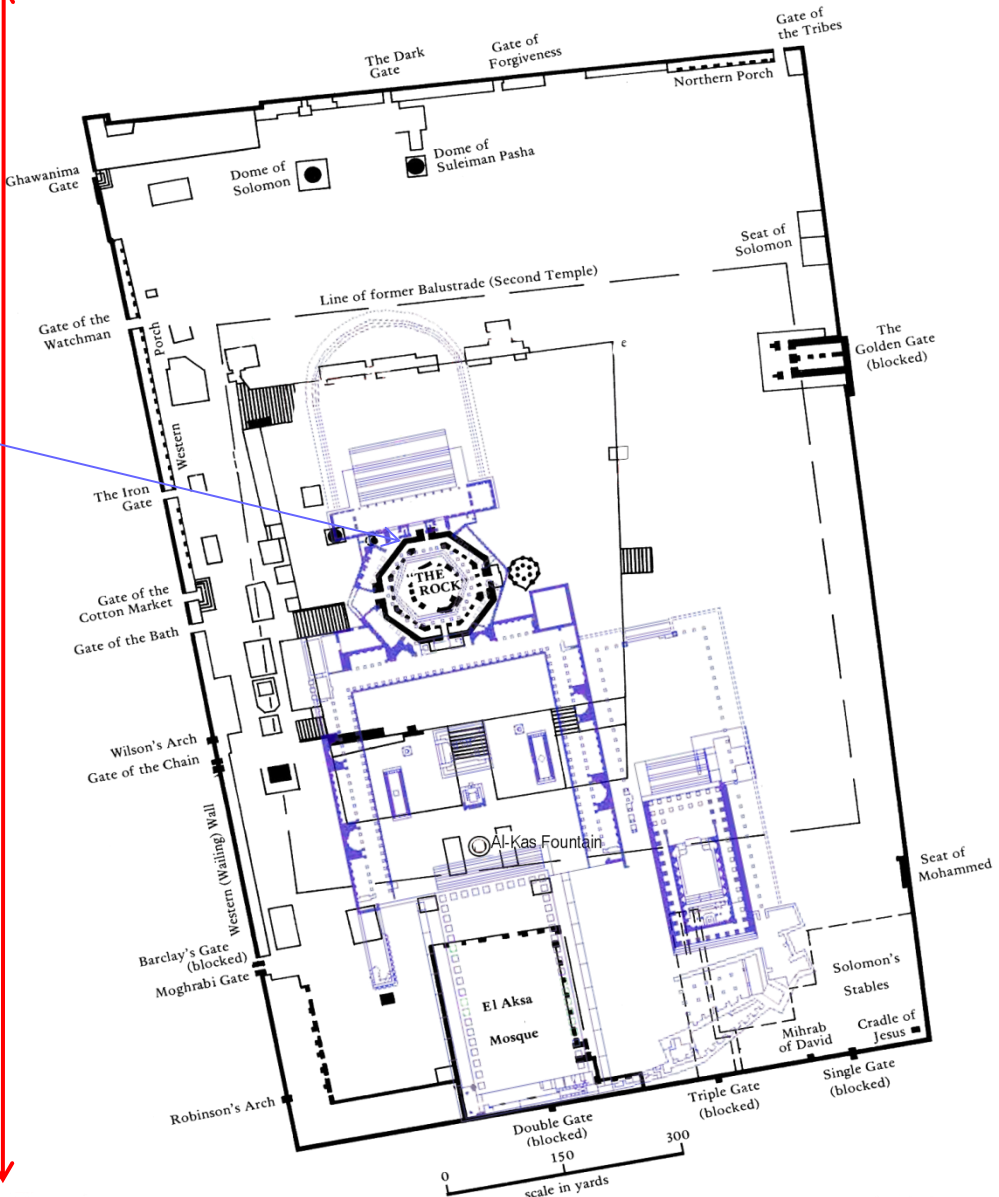 Gate of
the Tribes
Gate of
Forgiveness
The Dark
Gate
Northern Porch
Ghawanima
Gate
Dome of
Solomon
Dome of
Suleiman Pasha
Seat of
Solomon
Line of former Balustrade (Second Temple)
Gate of the
Watchman
Porch
Western
The
Golden Gate
(blocked)
e
The Iron
Gate
"THE
ROCK"
Gate of the
Cotton Market
Gate of the Bath
Wilson's Arch
Gate of the Chain
Western (Wailing) Wall
Al-Kas Fountain
Seat of
Mohammed
Barclay's Gate
(blocked)
Moghrabi Gate
El Aksa
Mosque
Solomon's
Stables
Mihrab
of David
Cradle of
Jesus
Robinson's Arch
Double Gate
(blocked)
Triple Gate
(blocked)
Single Gate
(blocked)
0 150 300
scale in yards